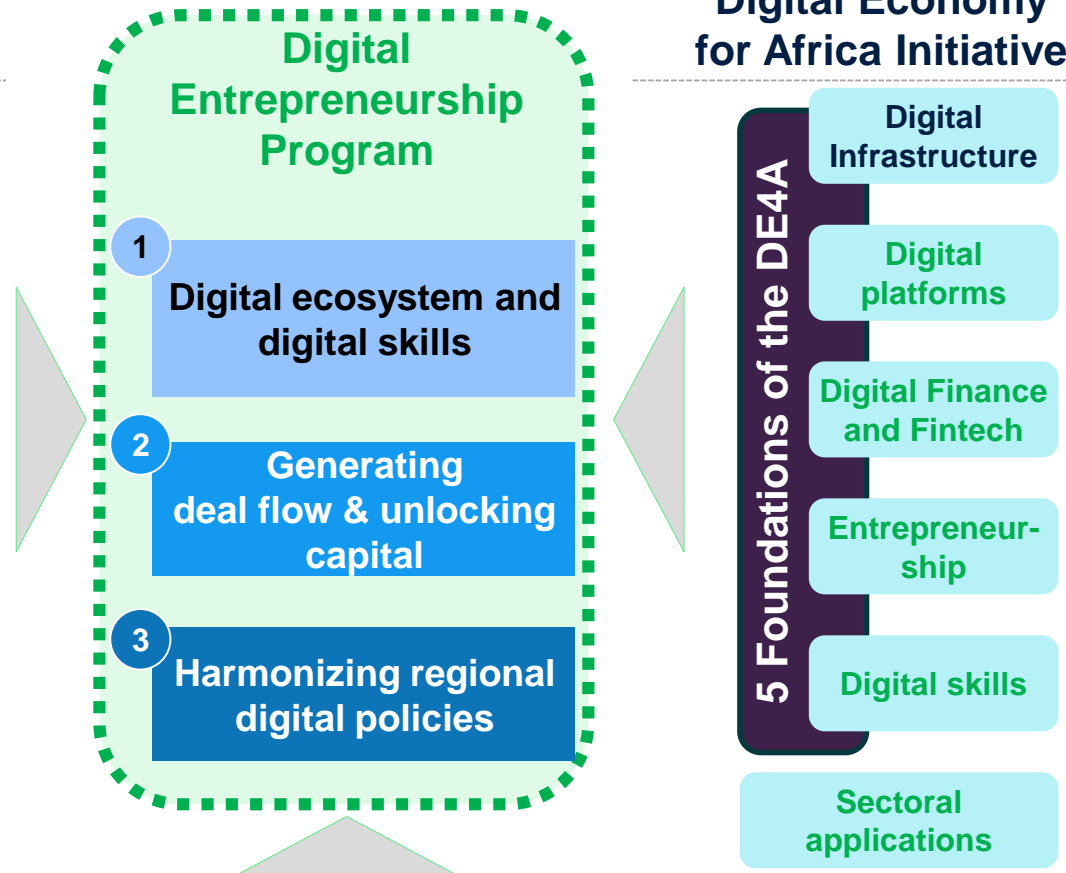 Digital
Entrepreneurship
Program
1
Digital ecosystem and
digital skills
2
Generating
deal flow & unlocking
capital
3
Harmonizing regional
digital policies
Digital Economy
for Africa Initiative
5 Foundations of the DE4A
Digital
Infrastructure
Digital
platforms
Digital Finance
and Fintech
Entrepreneur-
ship
Digital skills
Sectoral
applications